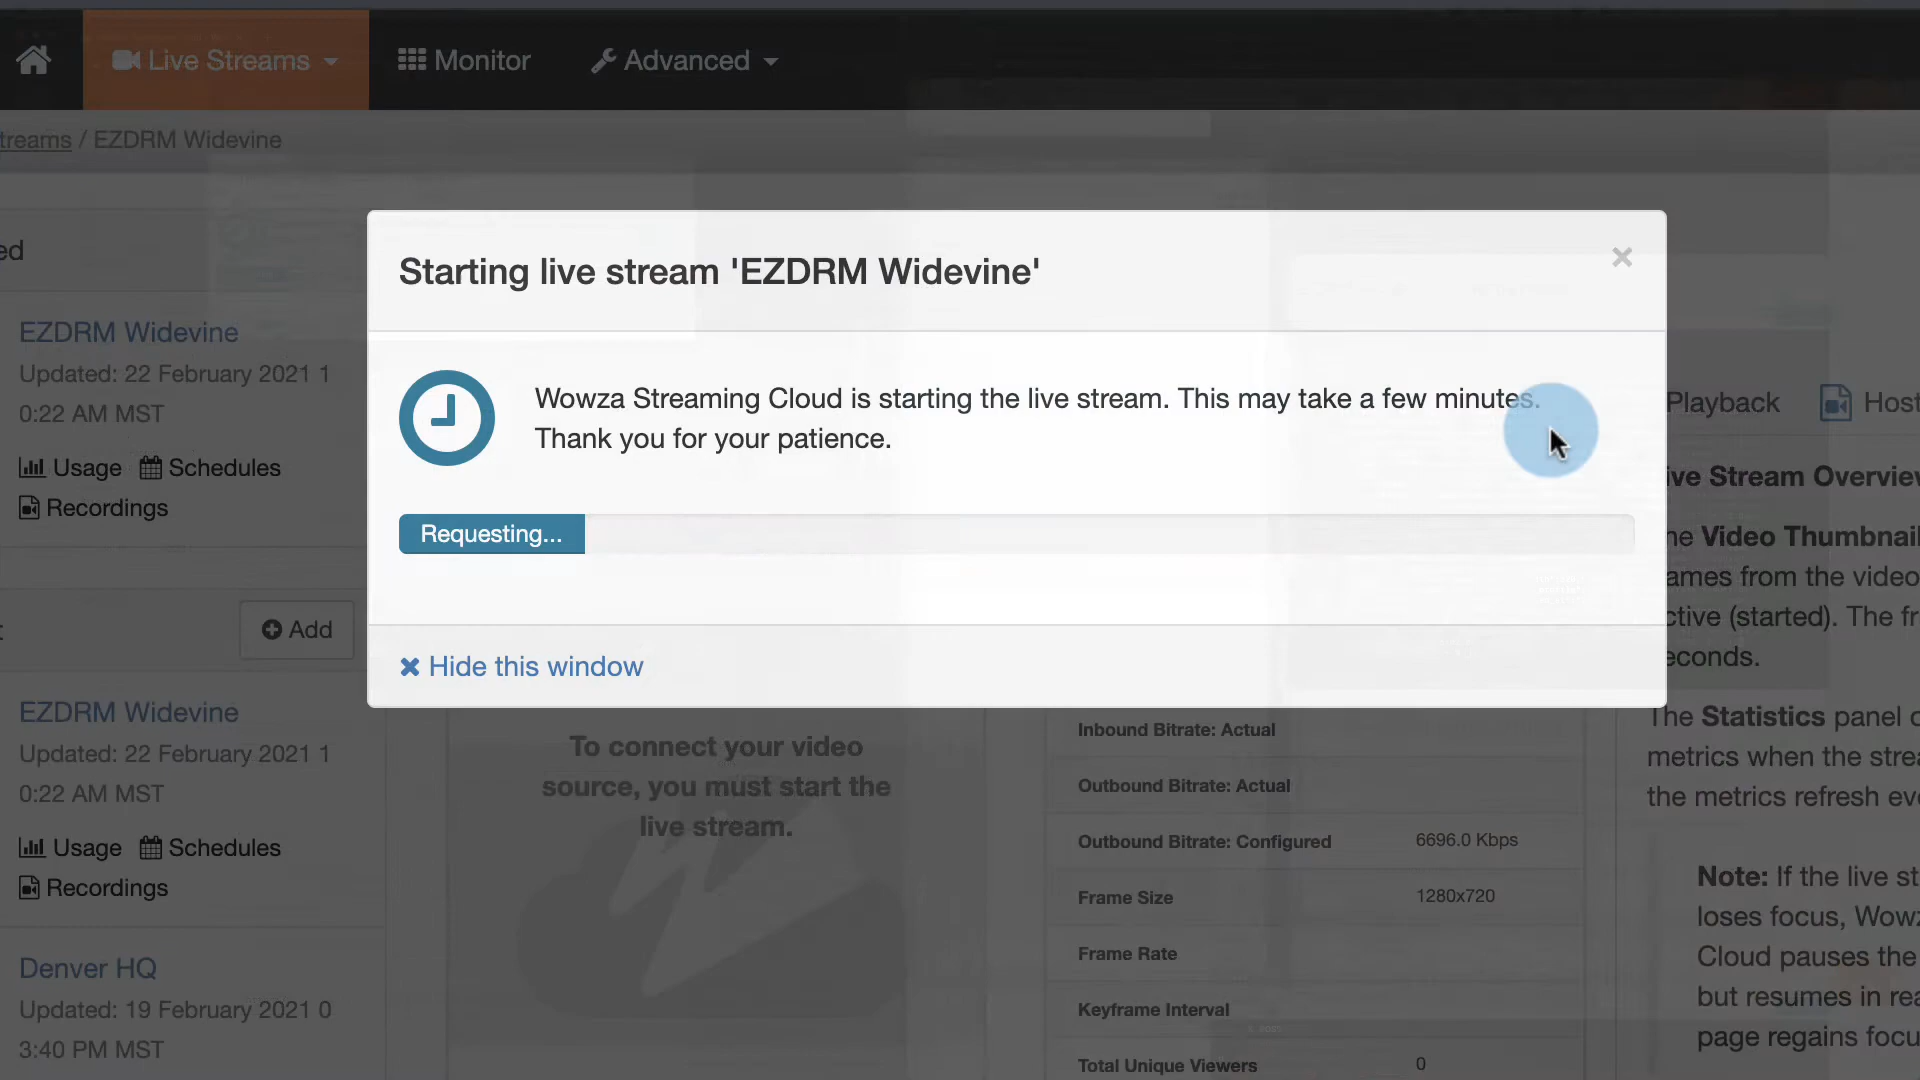 Live Streams
Monitor
Advanced
treams / EZDRM Widevine
ed
EZDRM Widevine
Updated: 22 February 2021 1
0:22 AM MST
Usage Schedules
Recordings
Add
EZDRM Widevine
Updated: 22 February 2021 1
0:22 AM MST
Usage Schedules
Recordings
Denver HQ
Updated: 19 February 2021 0
3:40 PM MST
Starting live stream 'EZDRM Widevine'
×
Wowza Streaming Cloud is starting the live stream. This may take a few minutes.
Thank you for your patience.
Requesting...
Hide this window
To connect your video
source, you must start the
live stream.
Inbound Bitrate: Actual
Outbound Bitrate: Actual
Outbound Bitrate: Configured 6696.0 Kbps
Frame Size 1280x720
Frame Rate
Keyframe Interval
Total Unique Viewers 0
Playback Host
ive Stream Overview
he Video Thumbnail
ames from the video
ctive (started). The fr
econds.
The Statistics panel
metrics when the strea
the metrics refresh eve
Note: If the live st
loses focus, Wowz
Cloud pauses the
but resumes in rea
page regains focu